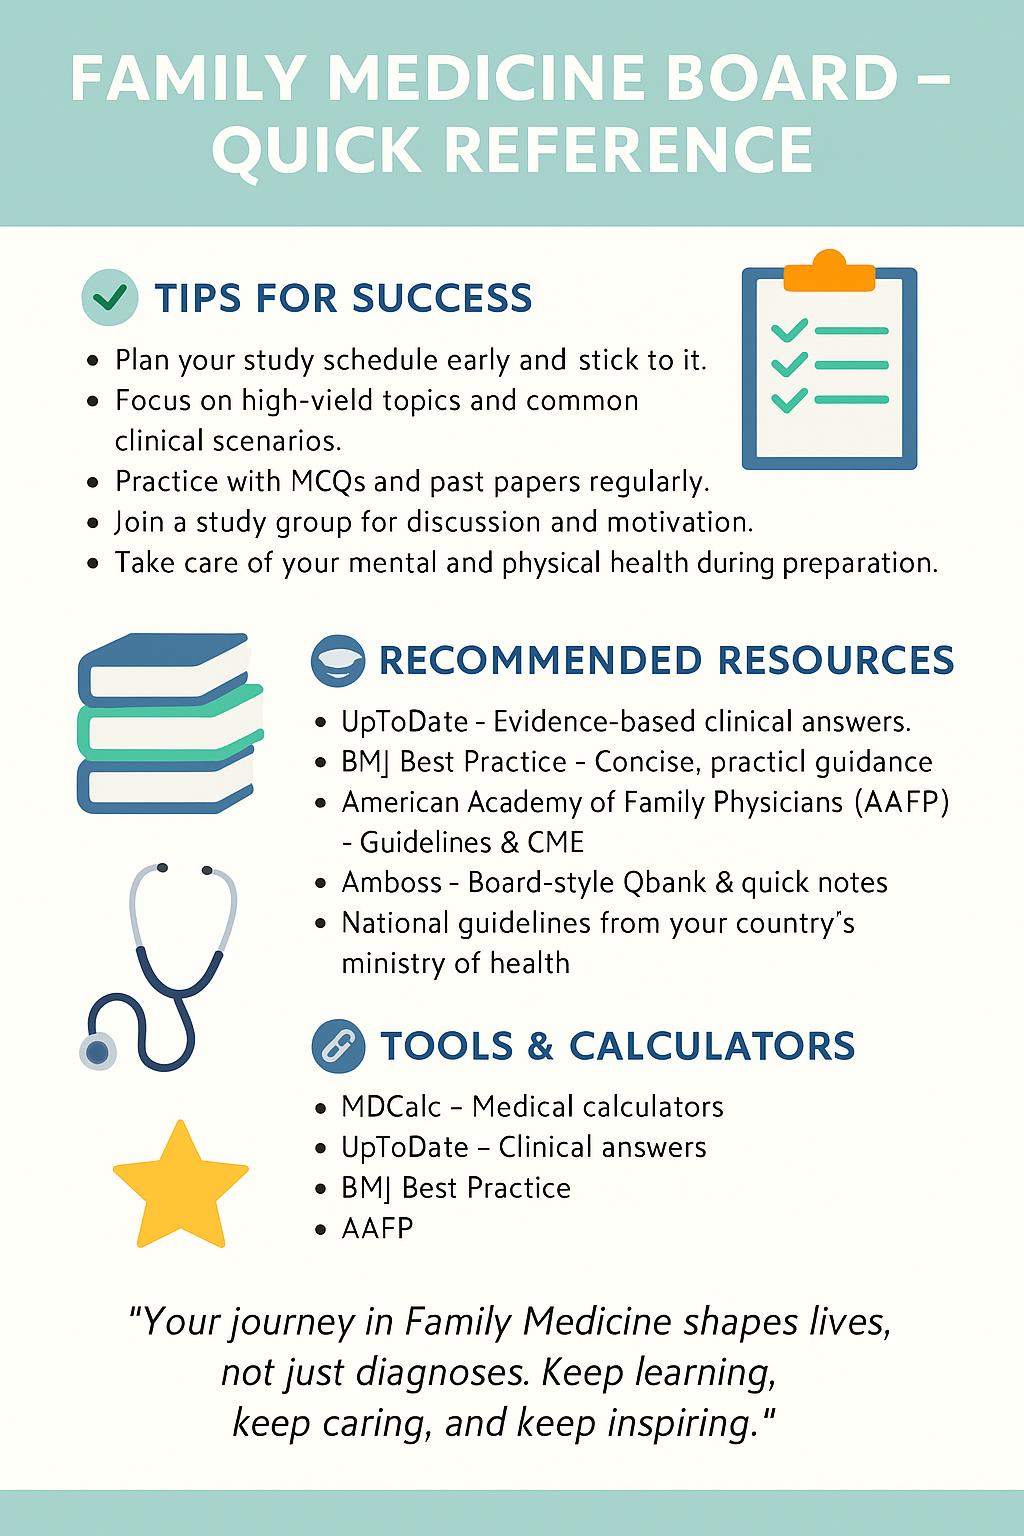 FAMILY MEDICINE BOARD –
QUICK REFERENCE
TIPS FOR SUCCESS
• Plan your study schedule early and stick to it.
• Focus on high-vield topics and common
clinical scenarios.
• Practice with MCQs and past papers regularly.
• Join a study group for discussion and motivation.
• Take care of your mental and physical health during preparation.
RECOMMENDED RESOURCES
• UpToDate - Evidence-based clinical answers.
• BMJ Best Practice - Concise, practicl guidance
• American Academy of Family Physicians (AAFP)
- Guidelines & CME
• Amboss - Board-style Qbank & quick notes
• National guidelines from your country's
ministry of health
TOOLS & CALCULATORS
• MDCalc – Medical calculators
• UpToDate – Clinical answers
• BMJ Best Practice
• AAFP
"Your journey in Family Medicine shapes lives,
not just diagnoses. Keep learning,
keep caring, and keep inspiring."